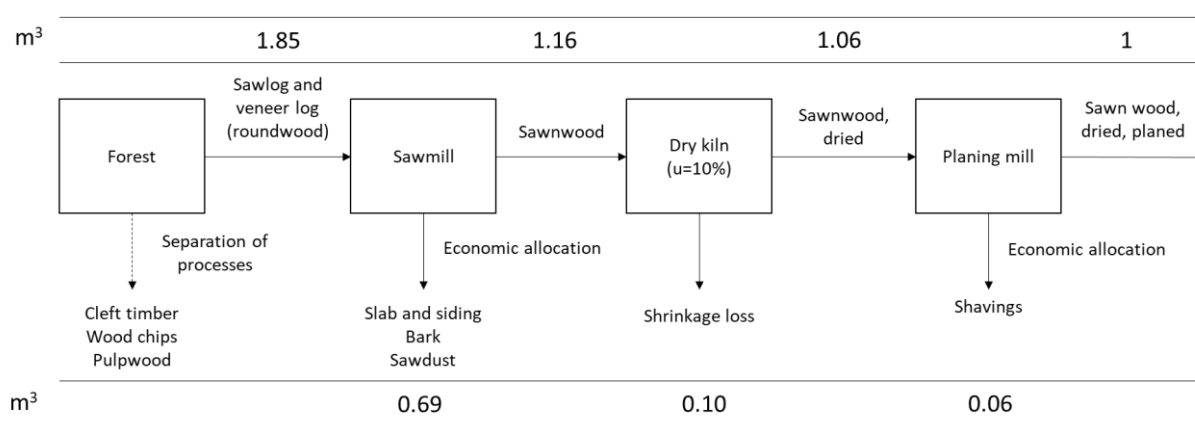 m³ 1.85 1.16 1.06 1
Sawlog and
veneer log
(roundwood)
Sawnwood
Sawnwood,
dried
Sawn wood,
dried, planed
Forest
Sawmill
Dry kiln
(u=10%)
Planing mill
Separation of
processes
Economic allocation
Economic allocation
Cleft timber
Wood chips
Pulpwood
Slab and siding
Bark
Sawdust
Shrinkage loss
Shavings
m³ 0.69 0.10 0.06